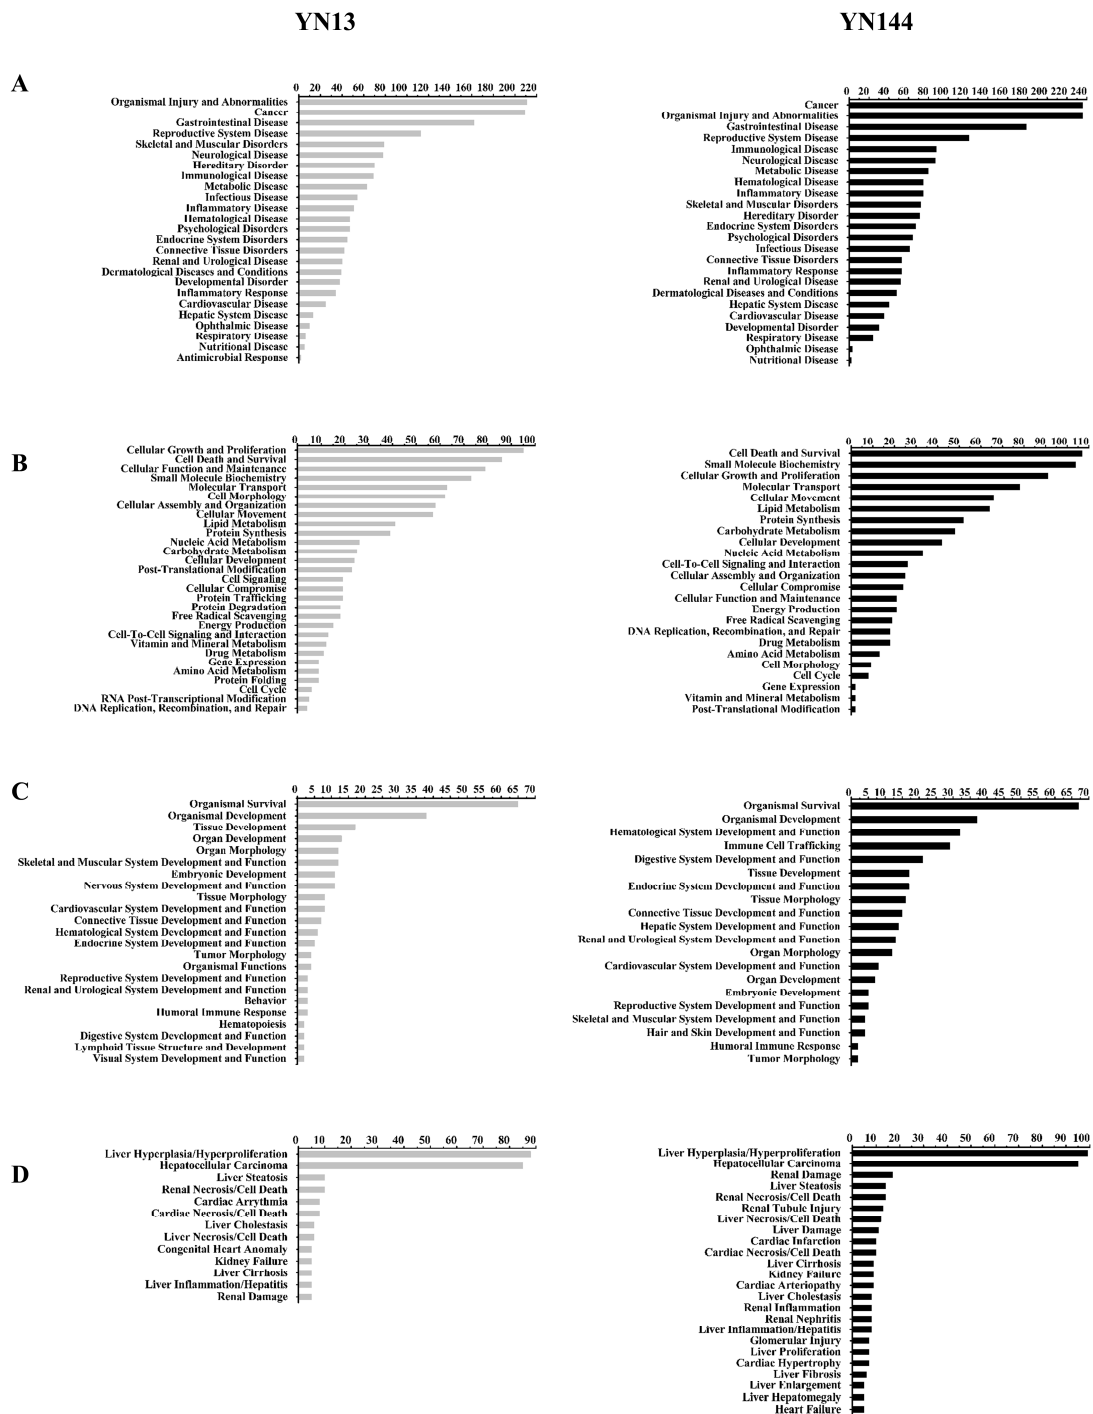 YN13
YN144
A
0 20 40 60 80 100 120 140 160 180 200 220
Organismal Injury and Abnormalities
Cancer
Gastrointestinal Disease
Reproductive System Disease
Skeletal and Muscular Disorders
Neurological Disease
Hereditary Disorder
Immunological Disease
Metabolic Disease
Infectious Disease
Inflammatory Disease
Hematological Disease
Psychological Disorders
Endocrine System Disorders
Connective Tissue Disorders
Renal and Urological Disease
Dermatological Diseases and Conditions
Developmental Disorder
Inflammatory Response
Cardiovascular Disease
Hepatic System Disease
Ophthalmic Disease
Respiratory Disease
Nutritional Disease
Antimicrobial Response
0 20 40 60 80 100 120 140 160 180 200 220 240
Cancer
Organismal Injury and Abnormalities
Gastrointestinal Disease
Reproductive System Disease
Immunological Disease
Neurological Disease
Metabolic Disease
Hematological Disease
Inflammatory Disease
Skeletal and Muscular Disorders
Hereditary Disorder
Endocrine System Disorders
Psychological Disorders
Infectious Disease
Connective Tissue Disorders
Inflammatory Response
Renal and Urological Disease
Dermatological Diseases and Conditions
Hepatic System Disease
Cardiovascular Disease
Developmental Disorder
Respiratory Disease
Ophthalmic Disease
Nutritional Disease
B
0 10 20 30 40 50 60 70 80 90 100
Cellular Growth and Proliferation
Cell Death and Survival
Cellular Function and Maintenance
Small Molecule Biochemistry
Molecular Transport
Cell Morphology
Cellular Assembly and Organization
Cellular Movement
Lipid Metabolism
Protein Synthesis
Nucleic Acid Metabolism
Carbohydrate Metabolism
Cellular Development
Post-Translational Modification
Cell Signaling
Cellular Compromise
Protein Trafficking
Protein Degradation
Free Radical Scavenging
Energy Production
Cell-To-Cell Signaling and Interaction
Vitamin and Mineral Metabolism
Drug Metabolism
Gene Expression
Amino Acid Metabolism
Protein Folding
Cell Cycle
RNA Post-Transcriptional Modification
DNA Replication, Recombination, and Repair
0 10 20 30 40 50 60 70 80 90 100 110
Cell Death and Survival
Small Molecule Biochemistry
Cellular Growth and Proliferation
Molecular Transport
Cellular Movement
Lipid Metabolism
Protein Synthesis
Carbohydrate Metabolism
Cellular Development
Nucleic Acid Metabolism
Cell-To-Cell Signaling and Interaction
Cellular Assembly and Organization
Cellular Compromise
Cellular Function and Maintenance
Energy Production
Free Radical Scavenging
DNA Replication, Recombination, and Repair
Drug Metabolism
Amino Acid Metabolism
Cell Morphology
Cell Cycle
Gene Expression
Vitamin and Mineral Metabolism
Post-Translational Modification
C
0 5 10 15 20 25 30 35 40 45 50 55 60 65 70
Organismal Survival
Organismal Development
Tissue Development
Organ Development
Organ Morphology
Skeletal and Muscular System Development and Function
Embryonic Development
Nervous System Development and Function
Tissue Morphology
Cardiovascular System Development and Function
Connective Tissue Development and Function
Hematological System Development and Function
Endocrine System Development and Function
Tumor Morphology
Organismal Functions
Reproductive System Development and Function
Renal and Urological System Development and Function
Behavior
Humoral Immune Response
Hematopoiesis
Digestive System Development and Function
Lymphoid Tissue Structure and Development
Visual System Development and Function
0 5 10 15 20 25 30 35 40 45 50 55 60 65 70
Organismal Survival
Organismal Development
Hematological System Development and Function
Immune Cell Trafficking
Digestive System Development and Function
Tissue Development
Endocrine System Development and Function
Tissue Morphology
Connective Tissue Development and Function
Hepatic System Development and Function
Renal and Urological System Development and Function
Organ Morphology
Cardiovascular System Development and Function
Organ Development
Embryonic Development
Reproductive System Development and Function
Skeletal and Muscular System Development and Function
Hair and Skin Development and Function
Humoral Immune Response
Tumor Morphology
D
0 10 20 30 40 50 60 70 80 90
Liver Hyperplasia/Hyperproliferation
Hepatocellular Carcinoma
Liver Steatosis
Renal Necrosis/Cell Death
Cardiac Arrythmia
Cardiac Necrosis/Cell Death
Liver Cholestasis
Liver Necrosis/Cell Death
Congenital Heart Anomaly
Kidney Failure
Liver Cirrhosis
Liver Inflammation/Hepatitis
Renal Damage
0 10 20 30 40 50 60 70 80 90 100
Liver Hyperplasia/Hyperproliferation
Hepatocellular Carcinoma
Renal Damage
Liver Steatosis
Renal Necrosis/Cell Death
Renal Tubule Injury
Liver Necrosis/Cell Death
Liver Damage
Cardiac Infarction
Cardiac Necrosis/Cell Death
Liver Cirrhosis
Kidney Failure
Cardiac Arteriopathy
Liver Cholestasis
Renal Inflammation
Renal Nephritis
Liver Inflammation/Hepatitis
Glomerular Injury
Liver Proliferation
Cardiac Hypertrophy
Liver Fibrosis
Liver Enlargement
Liver Hepatomegaly
Heart Failure